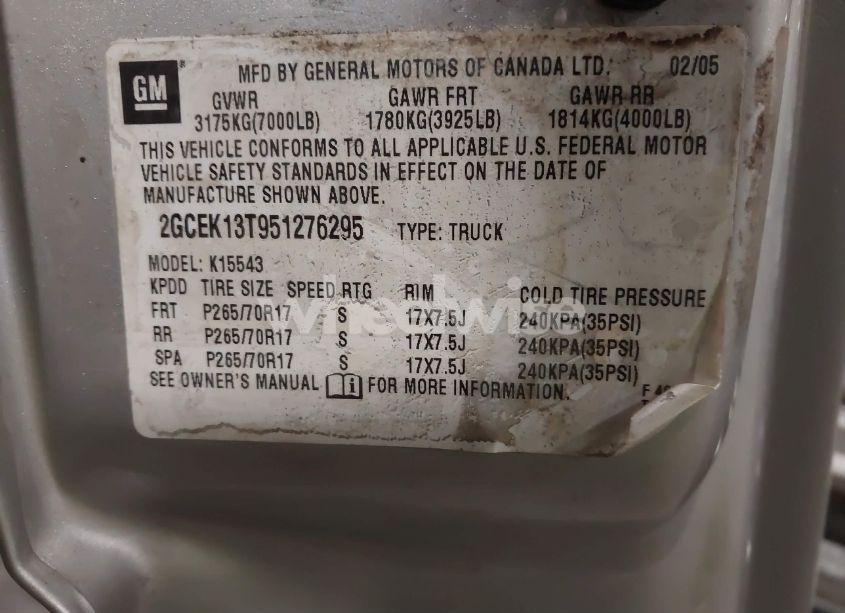 GM ® MFD BY GENERAL MOTORS OF CANADA LTD. 02/05
GVWR GAWR FRT GAWR RR
3175KG(7000LB) 1780KG(3925LB) 1814KG(4000LB)
THIS VEHICLE CONFORMS TO ALL APPLICABLE U.S. FEDERAL MOTOR
VEHICLE SAFETY STANDARDS IN EFFECT ON THE DATE OF
MANUFACTURE SHOWN ABOVE.
2GCEK13T951276295 TYPE: TRUCK
MODEL: K15543
KPDD TIRE SIZE SPEED RTG RIM COLD TIRE PRESSURE
FRT P265/70R17 S 17X7.5J 240KPA(35PSI)
RR P265/70R17 S 17X7.5J 240KPA(35PSI)
SPA P265/70R17 S 17X7.5J 240KPA(35PSI)
SEE OWNER'S MANUAL i FOR MORE INFORMATION.